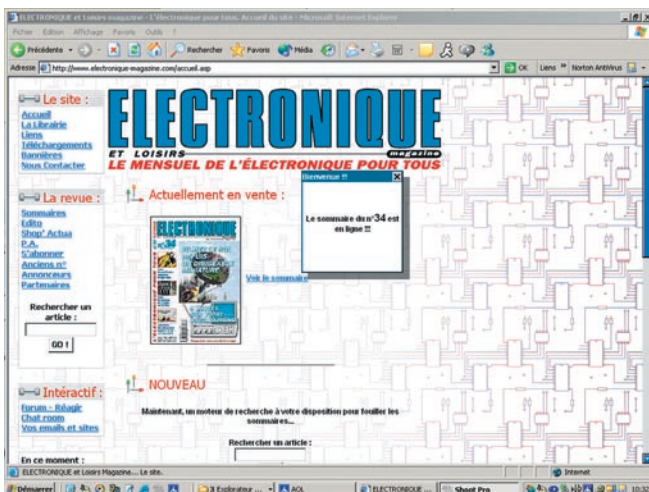 ELECTRONIQUE et Loisirs magazine - L'électronique pour tous. Accueil du site - Microsoft Internet Explorer
Fichier Edition Affichage Favoris Outils ?
Précédente Rechercher Favoris Média
Adresse http://www.electronique-magazine.com/accueil.asp OK Liens Norton AntiVirus
Le site :
Accueil
La Librairie
Liens
Téléchargements
Bannières
Nous Contacter
ELECTRONIQUE
ET LOISIRS magazine
LE MENSUEL DE L'ÉLECTRONIQUE POUR TOUS
La revue :
Sommaires
Edito
Shop' Actua
P.A.
S'abonner
Anciens n°
Annonceurs
Partenaires
Rechercher un
article :
GO !
Actuellement en vente :
ELECTRONIQUE
Voir le sommaire
Bienvenue !!!
Le sommaire du n°34 est
en ligne !!!
Intéractif :
Forum - Réagir
Chat room
Vos emails et sites
En ce moment :
NOUVEAU
Maintenant, un moteur de recherche à votre disposition pour fouiller les
sommaires...
Rechercher un article :
ELECTRONIQUE et Loisirs Magazine... Le site. Internet
Démarrer 3 Explorateur ... AOL ELECTRONIQUE ... Shoot Pro 10:32